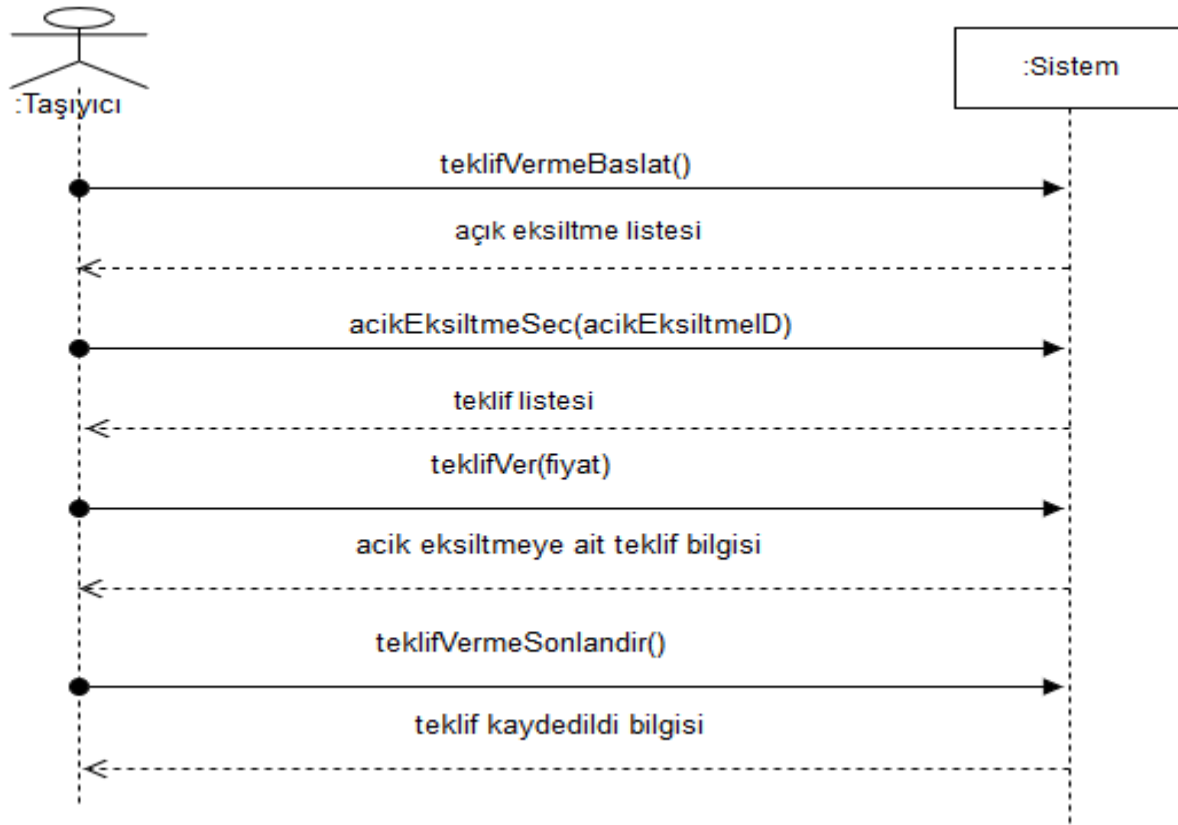 :Taşıyıcı
:Sistem
teklifVermeBaslat()
açık eksiltme listesi
acikEksiltmeSec(acikEksiltmeID)
teklif listesi
teklifVer(fiyat)
acik eksiltmeye ait teklif bilgisi
teklifVermeSonlandir()
teklif kaydedildi bilgisi